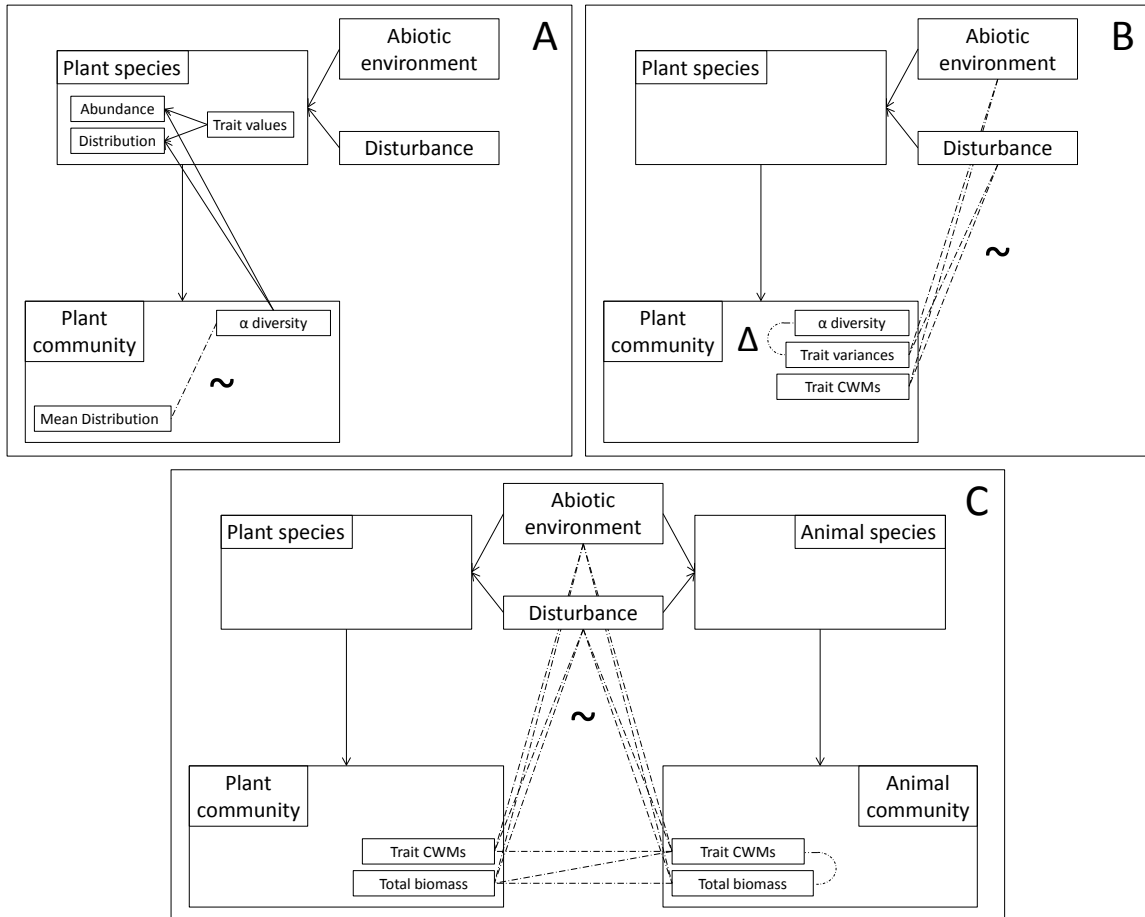 A
Abiotic
environment
Plant species
Abundance
Trait values
Distribution
Disturbance
Plant
community
α diversity
~
Mean Distribution
B
Abiotic
environment
Plant species
Disturbance
~
Plant
community
Δ
α diversity
Trait variances
Trait CWMs
C
Abiotic
environment
Plant species
Animal species
Disturbance
~
Plant
community
Animal
community
Trait CWMs
Trait CWMs
Total biomass
Total biomass